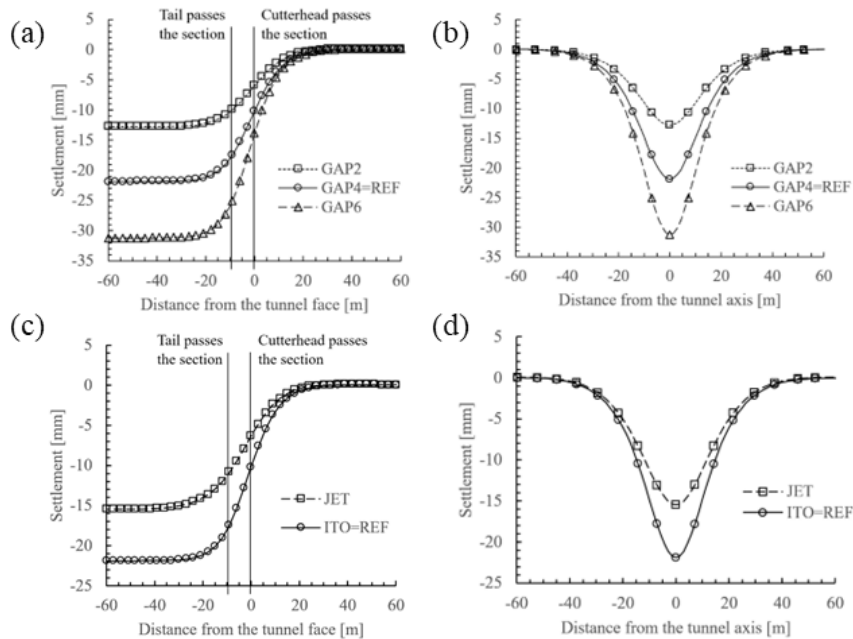 (a)
Tail passes
the section
Cutterhead passes
the section
5
0
-5
-10
-15
-20
-25
-30
-35
Settlement [mm]
GAP2
GAP4=REF
GAP6
-60 -40 -20 0 20 40 60
Distance from the tunnel face [m]
(b)
5
0
-5
-10
-15
-20
-25
-30
-35
Settlement [mm]
GAP2
GAP4=REF
GAP6
-60 -40 -20 0 20 40 60
Distance from the tunnel axis [m]
(c)
Tail passes
the section
Cutterhead passes
the section
5
0
-5
-10
-15
-20
-25
Settlement [mm]
JET
ITO=REF
-60 -40 -20 0 20 40 60
Distance from the tunnel face [m]
(d)
5
0
-5
-10
-15
-20
-25
Settlement [mm]
JET
ITO=REF
-60 -40 -20 0 20 40 60
Distance from the tunnel axis [m]